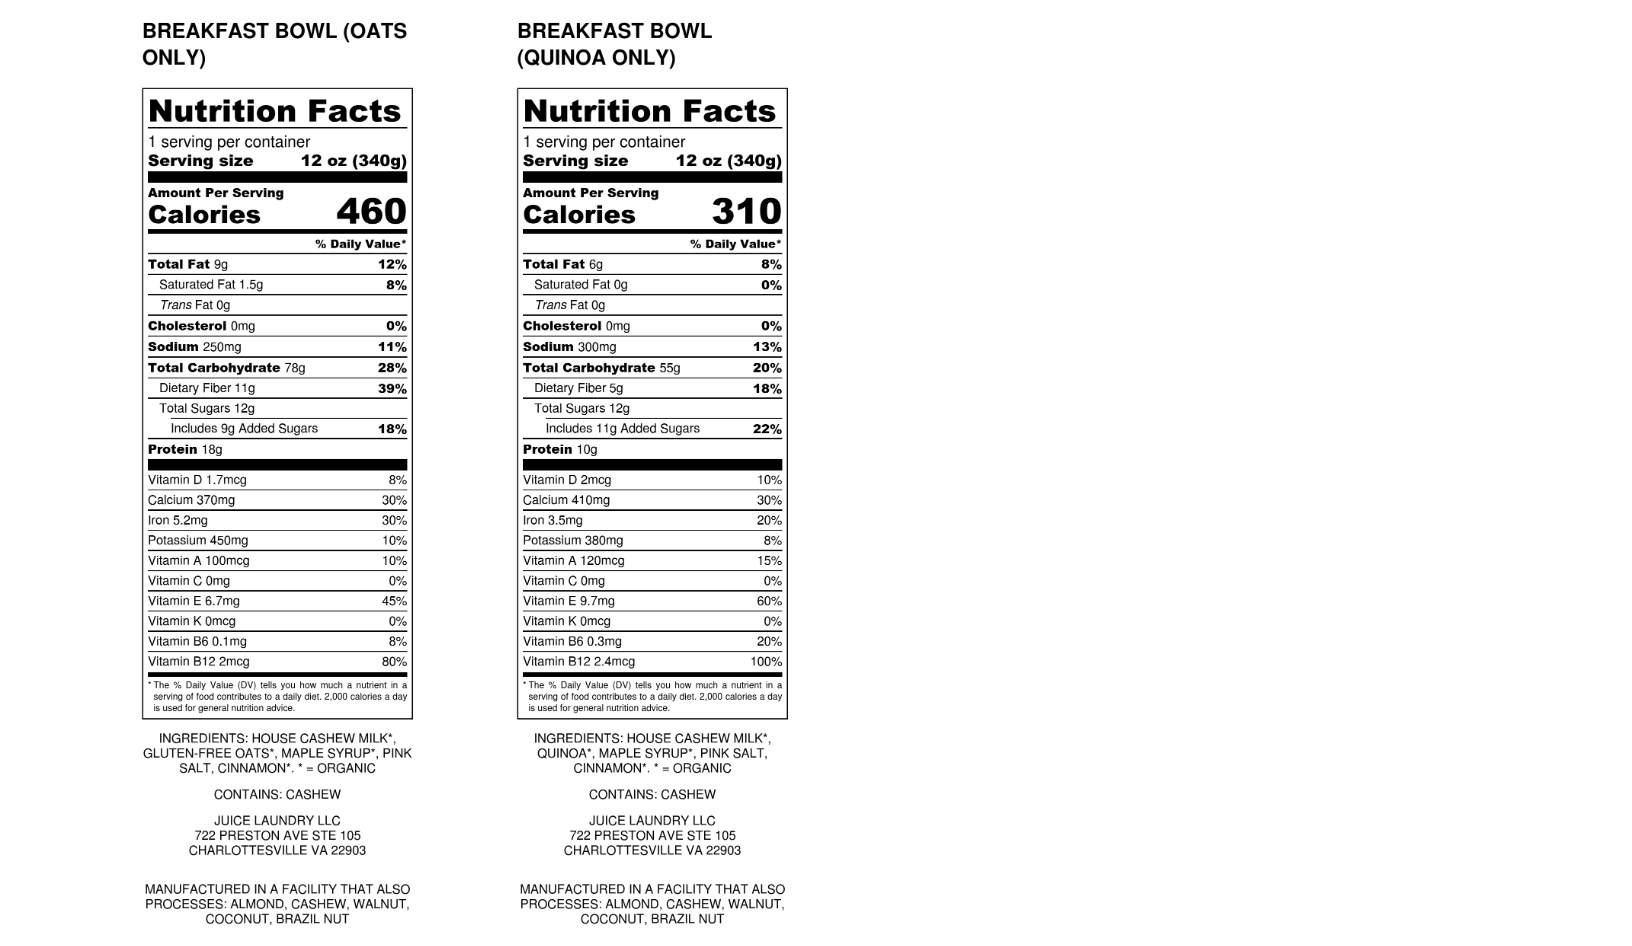 BREAKFAST BOWL (OATS
ONLY)
Nutrition Facts
1 serving per container
Serving size 12 oz (340g)
Amount Per Serving
Calories 460
% Daily Value*
Total Fat 9g 12%
Saturated Fat 1.5g 8%
Trans Fat 0g
Cholesterol 0mg 0%
Sodium 250mg 11%
Total Carbohydrate 78g 28%
Dietary Fiber 11g 39%
Total Sugars 12g
Includes 9g Added Sugars 18%
Protein 18g
Vitamin D 1.7mcg 8%
Calcium 370mg 30%
Iron 5.2mg 30%
Potassium 450mg 10%
Vitamin A 100mcg 10%
Vitamin C 0mg 0%
Vitamin E 6.7mg 45%
Vitamin K 0mcg 0%
Vitamin B6 0.1mg 8%
Vitamin B12 2mcg 80%
* The % Daily Value (DV) tells you how much a nutrient in a
serving of food contributes to a daily diet. 2,000 calories a day
is used for general nutrition advice.
INGREDIENTS: HOUSE CASHEW MILK*,
GLUTEN-FREE OATS*, MAPLE SYRUP*, PINK
SALT, CINNAMON*. * = ORGANIC
CONTAINS: CASHEW
JUICE LAUNDRY LLC
722 PRESTON AVE STE 105
CHARLOTTESVILLE VA 22903
MANUFACTURED IN A FACILITY THAT ALSO
PROCESSES: ALMOND, CASHEW, WALNUT,
COCONUT, BRAZIL NUT
BREAKFAST BOWL
(QUINOA ONLY)
Nutrition Facts
1 serving per container
Serving size 12 oz (340g)
Amount Per Serving
Calories 310
% Daily Value*
Total Fat 6g 8%
Saturated Fat 0g 0%
Trans Fat 0g
Cholesterol 0mg 0%
Sodium 300mg 13%
Total Carbohydrate 55g 20%
Dietary Fiber 5g 18%
Total Sugars 12g
Includes 11g Added Sugars 22%
Protein 10g
Vitamin D 2mcg 10%
Calcium 410mg 30%
Iron 3.5mg 20%
Potassium 380mg 8%
Vitamin A 120mcg 15%
Vitamin C 0mg 0%
Vitamin E 9.7mg 60%
Vitamin K 0mcg 0%
Vitamin B6 0.3mg 20%
Vitamin B12 2.4mcg 100%
* The % Daily Value (DV) tells you how much a nutrient in a
serving of food contributes to a daily diet. 2,000 calories a day
is used for general nutrition advice.
INGREDIENTS: HOUSE CASHEW MILK*,
QUINOA*, MAPLE SYRUP*, PINK SALT,
CINNAMON*. * = ORGANIC
CONTAINS: CASHEW
JUICE LAUNDRY LLC
722 PRESTON AVE STE 105
CHARLOTTESVILLE VA 22903
MANUFACTURED IN A FACILITY THAT ALSO
PROCESSES: ALMOND, CASHEW, WALNUT,
COCONUT, BRAZIL NUT